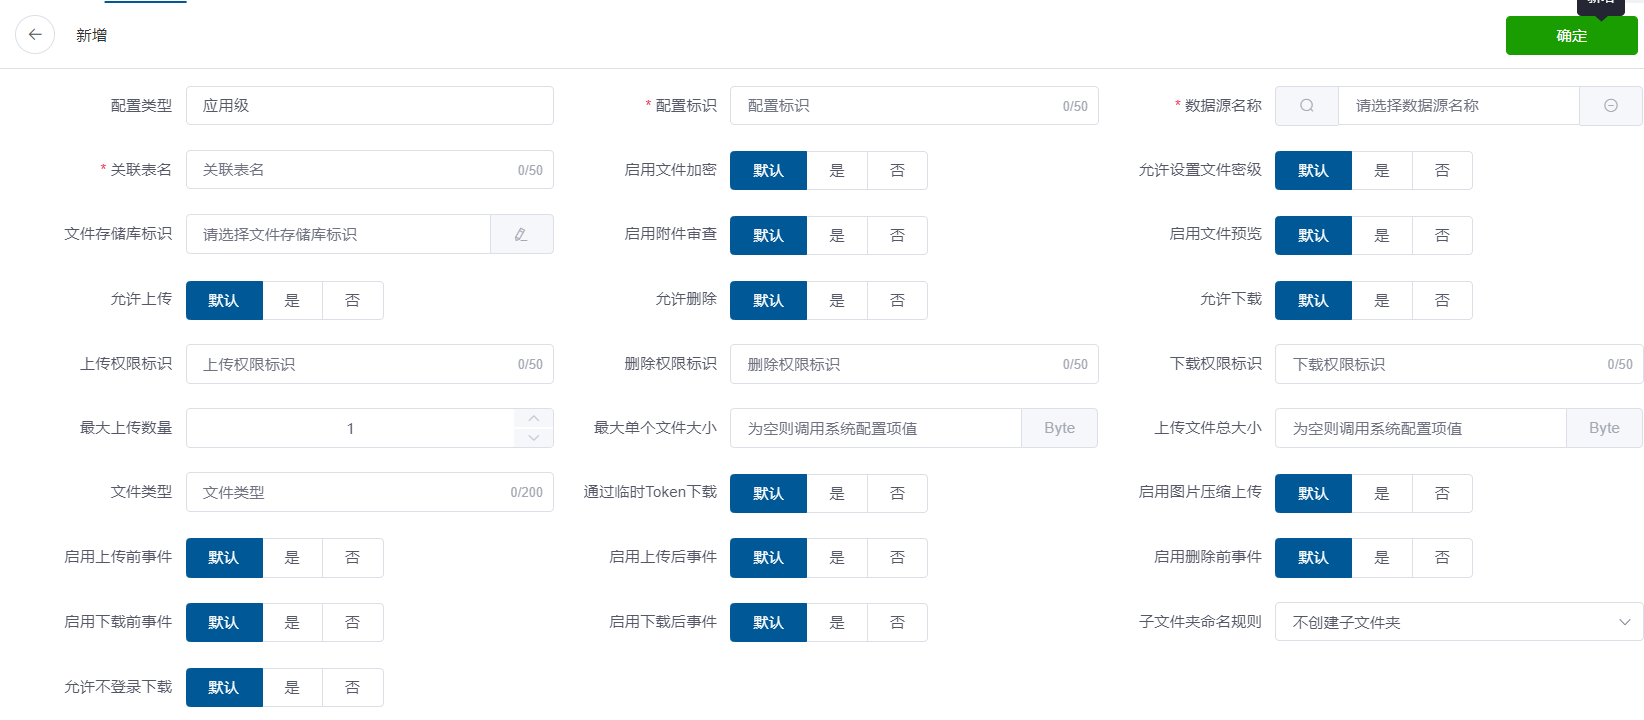 新增
确定
配置类型 应用级 * 配置标识 配置标识 0/50 * 数据源名称 请选择数据源名称
* 关联表名 关联表名 0/50 启用文件加密 默认 是 否 允许设置文件密级 默认 是 否
文件存储库标识 请选择文件存储库标识 启用附件审查 默认 是 否 启用文件预览 默认 是 否
允许上传 默认 是 否 允许删除 默认 是 否 允许下载 默认 是 否
上传权限标识 上传权限标识 0/50 删除权限标识 删除权限标识 0/50 下载权限标识 下载权限标识 0/50
最大上传数量 1 最大单个文件大小 为空则调用系统配置项值 Byte 上传文件总大小 为空则调用系统配置项值 Byte
文件类型 文件类型 0/200 通过临时Token下载 默认 是 否 启用图片压缩上传 默认 是 否
启用上传前事件 默认 是 否 启用上传后事件 默认 是 否 启用删除前事件 默认 是 否
启用下载前事件 默认 是 否 启用下载后事件 默认 是 否 子文件夹命名规则 不创建子文件夹
允许不登录下载 默认 是 否